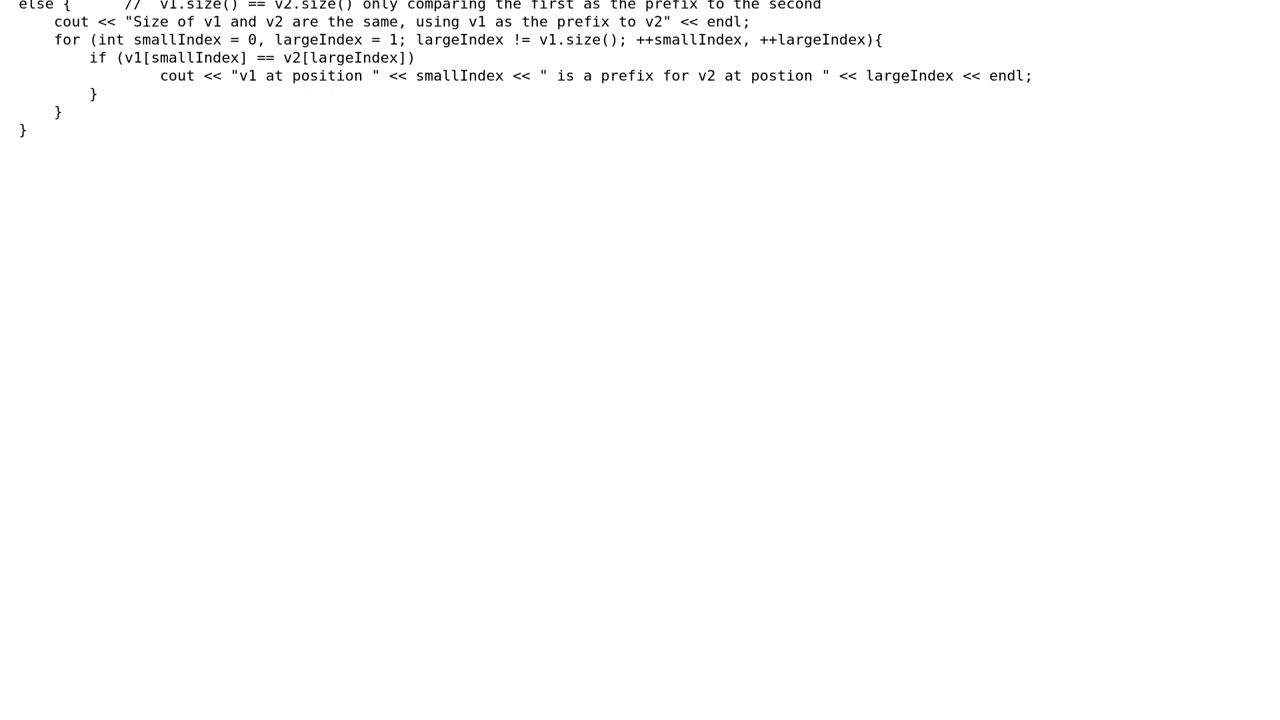 else {      //  v1.size() == v2.size() only comparing the first as the prefix to the second
    cout << "Size of v1 and v2 are the same, using v1 as the prefix to v2" << endl;
    for (int smallIndex = 0, largeIndex = 1; largeIndex != v1.size(); ++smallIndex, ++largeIndex){
        if (v1[smallIndex] == v2[largeIndex])
                cout << "v1 at position " << smallIndex << " is a prefix for v2 at postion " << largeIndex << endl;
        }
    }
}